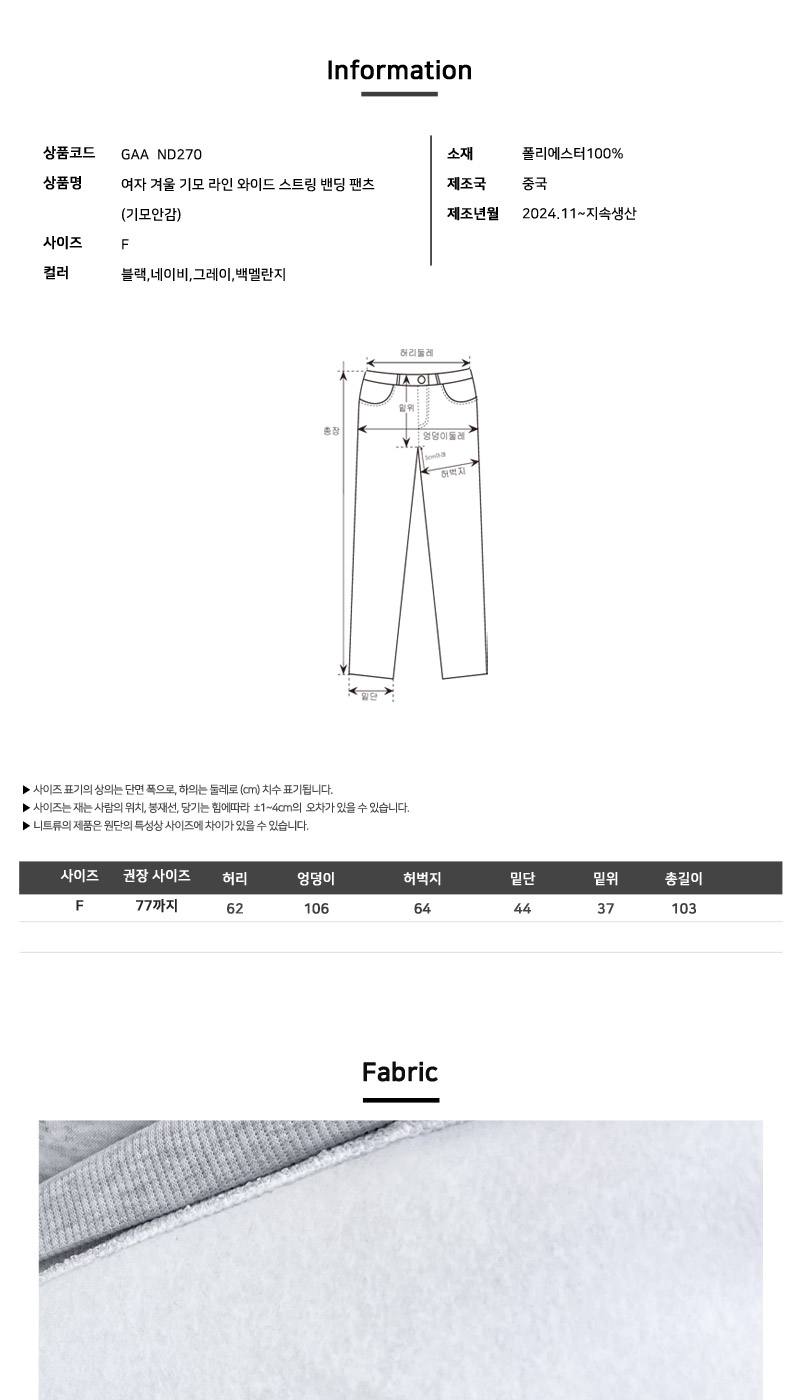 Information
상품코드 GAA ND270
상품명 여자 겨울 기모 라인 와이드 스트링 밴딩 팬츠
(기모안감)
사이즈 F
컬러 블랙,네이비,그레이,백멜란지
소재 폴리에스터100%
제조국 중국
제조년월 2024.11~지속생산
허리둘레
밑위
총장
엉덩이둘레
5cm아래
허벅지
밑단
▶ 사이즈 표기의 상의는 단면 폭으로, 하의는 둘레로 (cm) 치수 표기됩니다.
▶ 사이즈는 재는 사람의 위치, 봉재선, 당기는 힘에따라 ±1~4cm의 오차가 있을 수 있습니다.
▶ 니트류의 제품은 원단의 특성상 사이즈에 차이가 있을 수 있습니다.
사이즈 권장 사이즈 허리 엉덩이 허벅지 밑단 밑위 총길이
F 77까지 62 106 64 44 37 103
Fabric